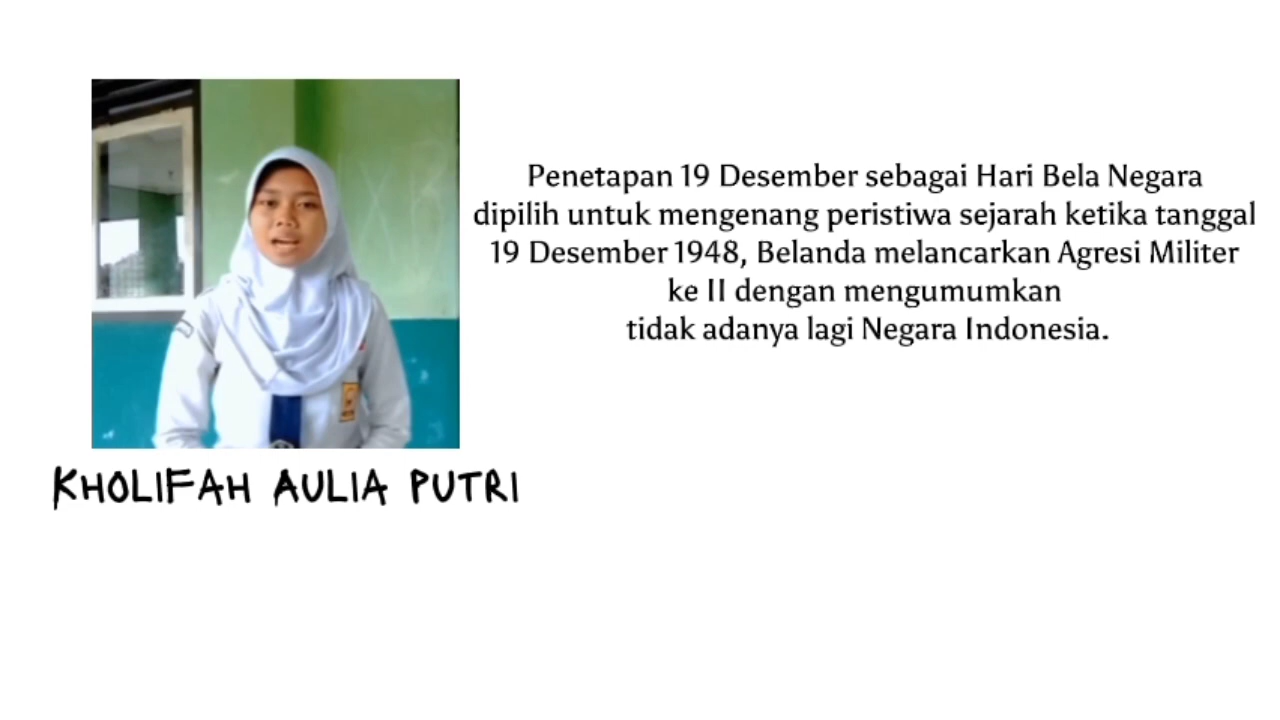 Penetapan 19 Desember sebagai Hari Bela Negara
dipilih untuk mengenang peristiwa sejarah ketika tanggal
19 Desember 1948, Belanda melancarkan Agresi Militer
ke II dengan mengumumkan
tidak adanya lagi Negara Indonesia.
KHOLIFAH AULIA PUTRI